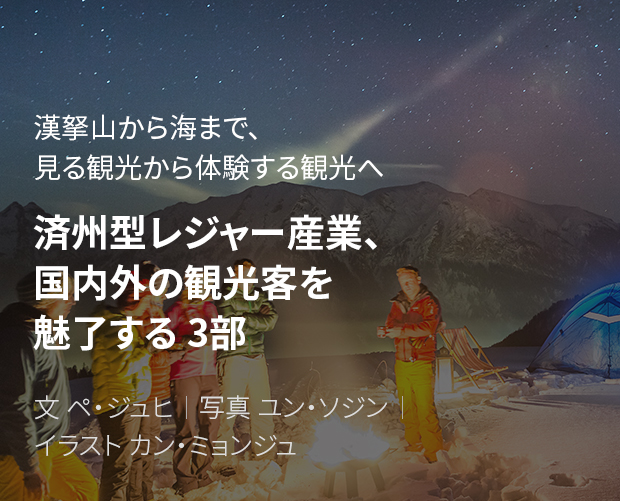 漢拏山から海まで、
見る観光から体験する観光へ
済州型レジャー産業、
国内外の観光客を
魅了する 3部
文 ペ・ジュヒ｜写真 ユン・ソジン｜
イラスト カン・ミョンジュ